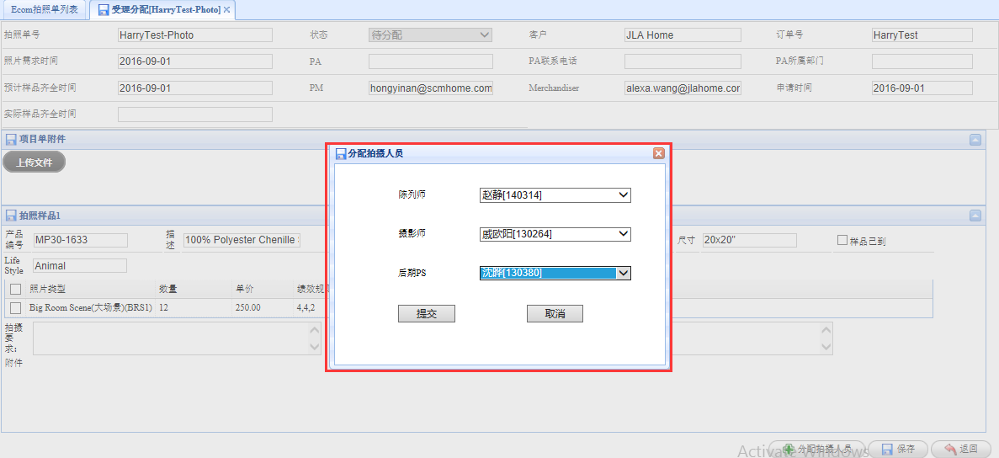 Ecom拍照单列表 受理分配[HarryTest-Photo]
拍照单号 HarryTest-Photo 状态 待分配 客户 JLA Home 订单号 HarryTest
照片需求时间 2016-09-01 PA PA联系电话 PA所属部门
预计样品齐全时间 2016-09-01 PM hongyinan@scmhome.com Merchandiser alexa.wang@jlahome.cor 申请时间 2016-09-01
实际样品齐全时间
项目单附件
上传文件
分配拍摄人员
陈列师 赵静[140314]
摄影师 戚欧阳[130264]
后期PS 沈晔[130380]
提交 取消
拍照样品1
产品编号 MP30-1633 描述 100% Polyester Chenille 尺寸 20x20" 样品已到
Life Style Animal
照片类型 数量 单价 绩效规
Big Room Scene(大场景)(BRS1) 12 250.00 4,4,2
拍摄要求:
附件
分配拍摄人员 保存 返回
Activate Windows